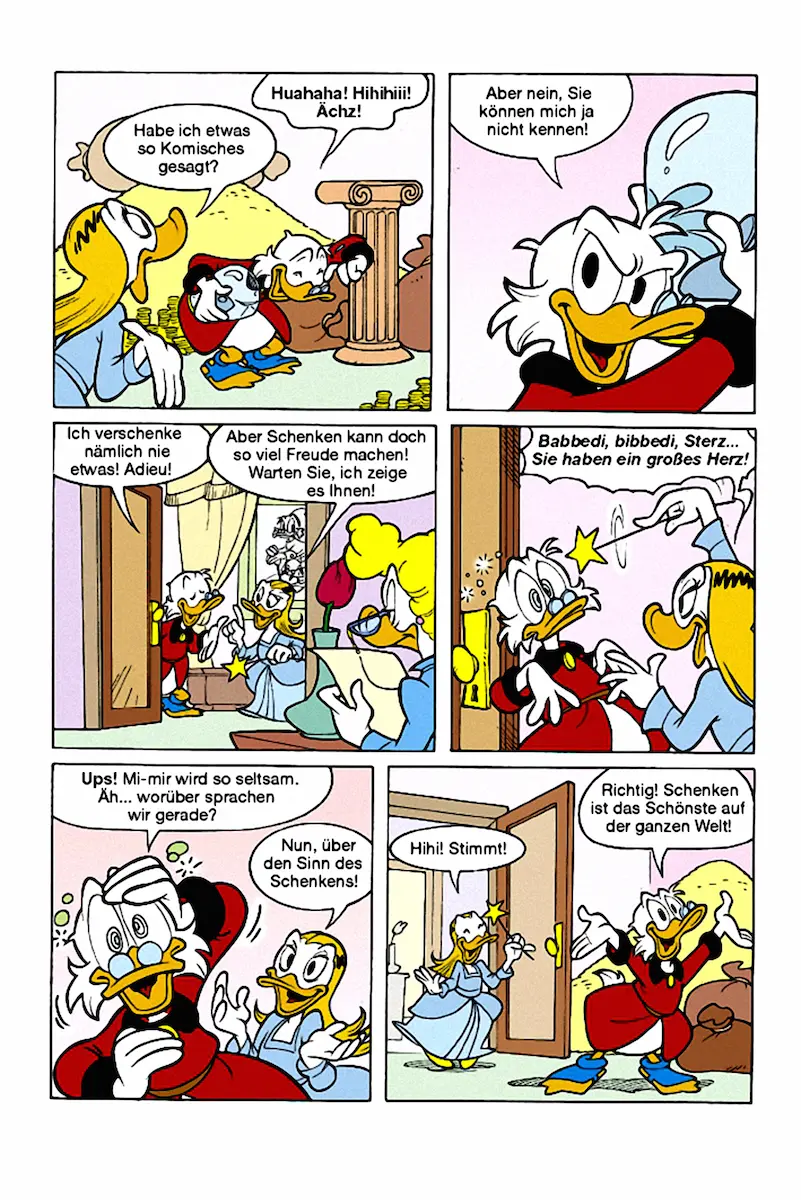 Habe ich etwas
so Komisches
gesagt?
Huahaha! Hihihiii!
Ächz!
Aber nein, Sie
können mich ja
nicht kennen!
Ich verschenke
nämlich nie
etwas! Adieu!
Aber Schenken kann doch
so viel Freude machen!
Warten Sie, ich zeige
es Ihnen!
Babbedi, bibbedi, Sterz...
Sie haben ein großes Herz!
Ups! Mi-mir wird so seltsam.
Äh... worüber sprachen
wir gerade?
Nun, über
den Sinn des
Schenkens!
Hihi! Stimmt!
Richtig! Schenken
ist das Schönste auf
der ganzen Welt!